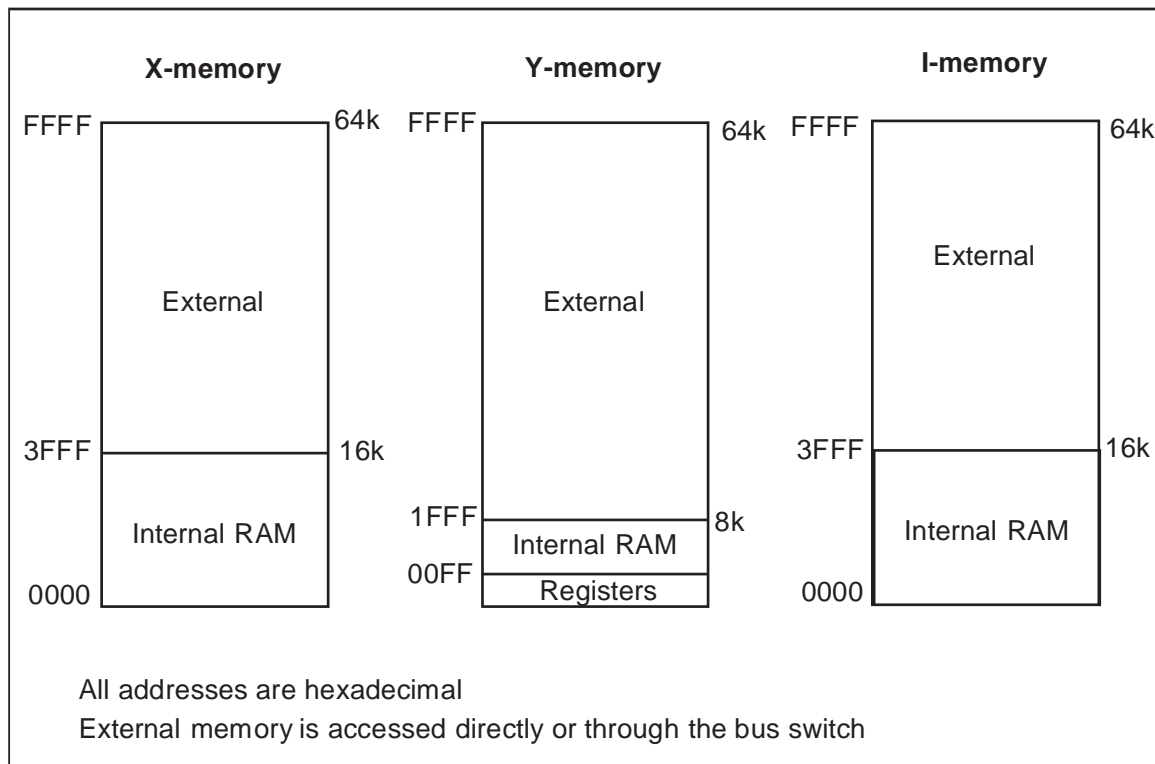 X-memory
Y-memory
I-memory
FFFF
64k
External
3FFF
16k
Internal RAM
0000
FFFF
64k
External
1FFF
8k
Internal RAM
00FF
Registers
FFFF
64k
External
3FFF
16k
Internal RAM
0000
All addresses are hexadecimal
External memory is accessed directly or through the bus switch